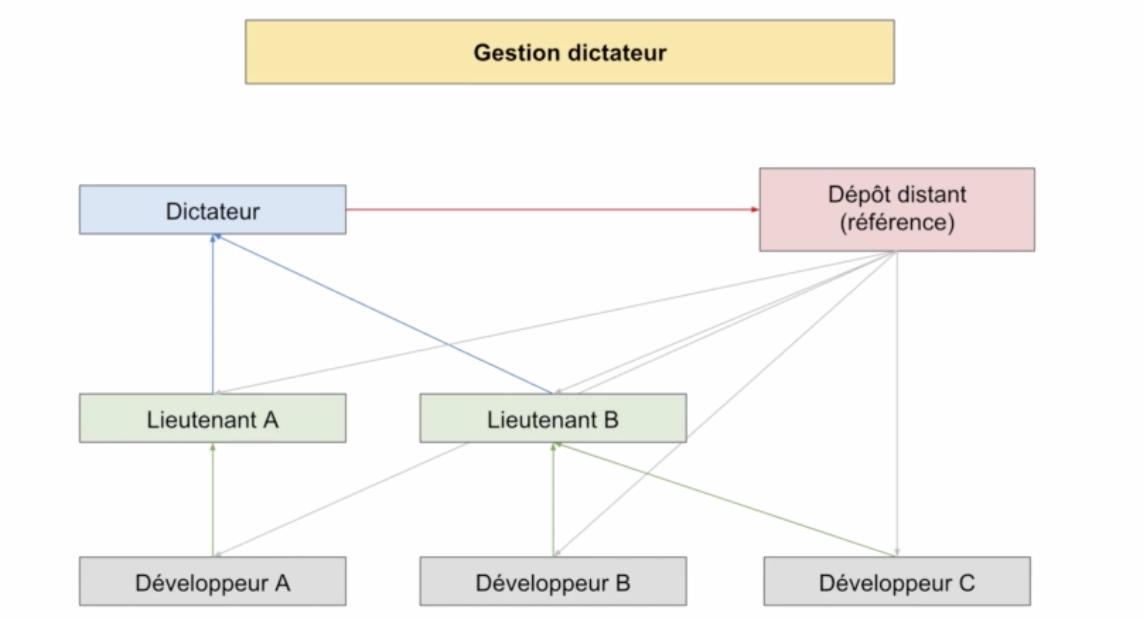 Gestion dictateur
Dictateur
Dépôt distant
(référence)
Lieutenant A
Lieutenant B
Développeur A
Développeur B
Développeur C